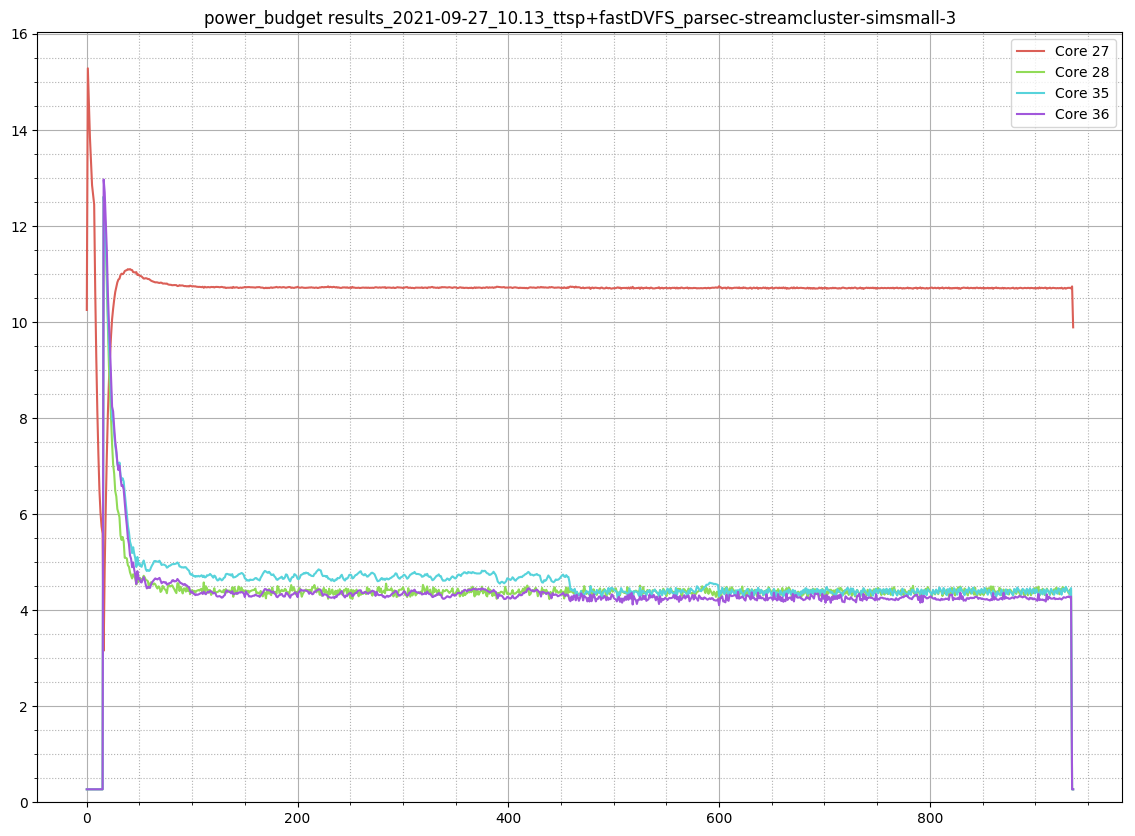 power_budget results_2021-09-27_10.13_ttsp+fastDVFS_parsec-streamcluster-simsmall-3
Core 27
Core 28
Core 35
Core 36
16
14
12
10
8
6
4
2
0
0 200 400 600 800